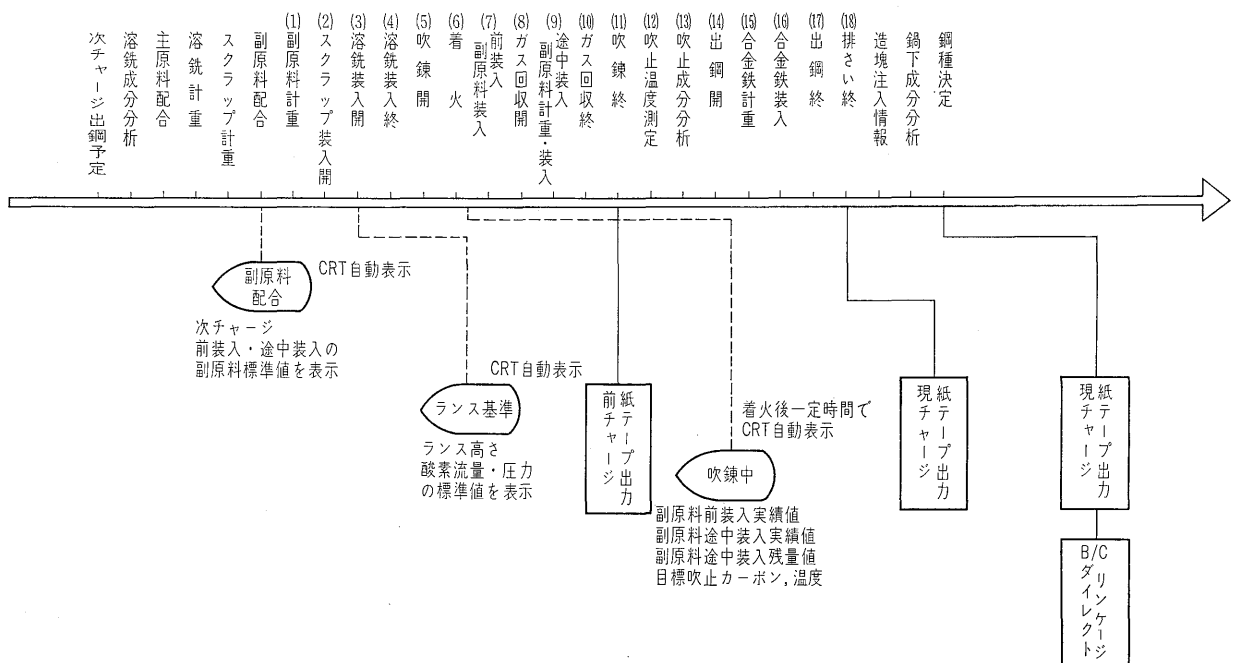 次チャージ出鋼予定
溶銑成分分析
主原料配合
溶銑計重
スクラップ計重
副原料配合
(1)副原料計重
(2)スクラップ装入開
(3)溶銑装入開
(4)溶銑装入終
(5)吹錬開
(6)着火
(7)前装入
副原料装入
(8)ガス回収開
(9)途中装入
副原料計重・装入
(10)ガス回収終
(11)吹錬終
(12)吹止温度測定
(13)吹止成分分析
(14)出鋼開
(15)合金鉄計重
(16)合金鉄装入
(17)出鋼終
(18)排さい終
造塊注入情報
鍋下成分分析
鋼種決定
副原料
配合
CRT自動表示
次チャージ
前装入・途中装入の
副原料標準値を表示
CRT自動表示
ランス基準
ランス高さ
酸素流量・圧力
の標準値を表示
紙テープ出力
前チャージ
着火後一定時間で
CRT自動表示
吹錬中
副原料前装入実績値
副原料途中装入実績値
副原料途中装入残量値
目標吹止カーボン,温度
紙テープ出力
現チャージ
紙テープ出力
現チャージ
B/C
リンケージ
ダイレクト